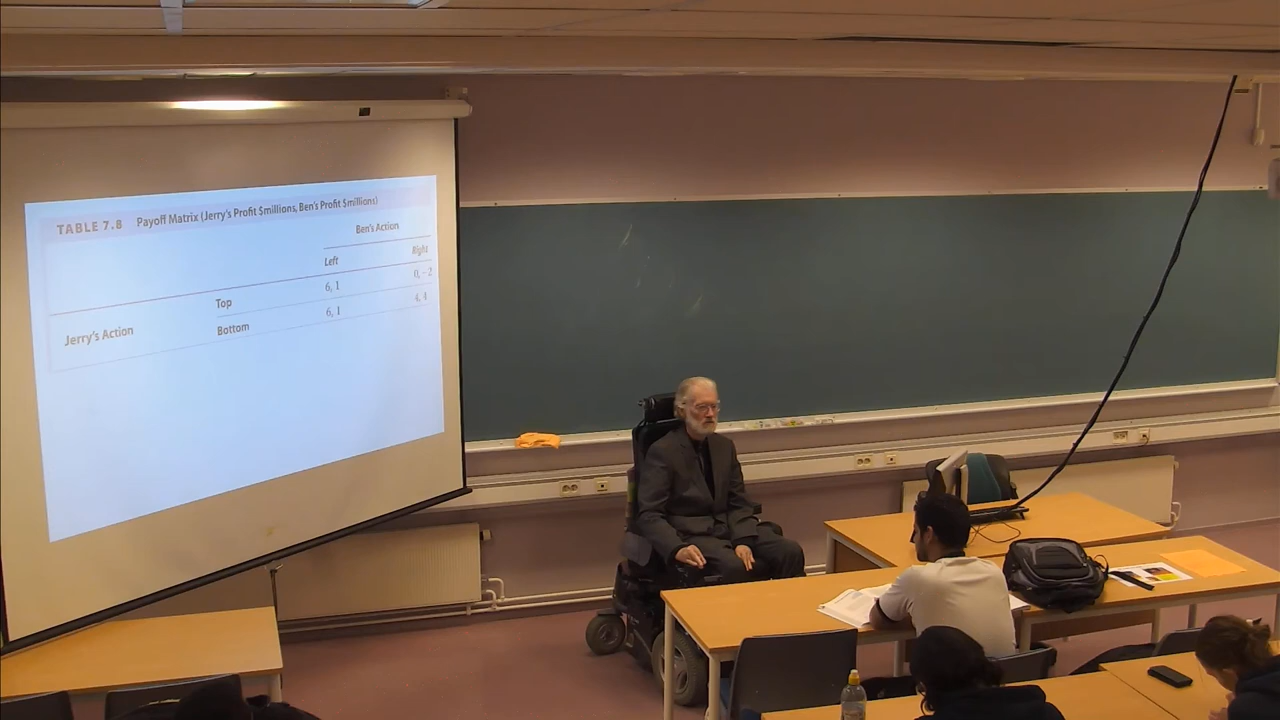 TABLE 7.8 Payoff Matrix (Jerry's Profit $millions, Ben's Profit $millions)
Ben's Action
Left Right
Top 6, 1 0, -2
Jerry's Action
Bottom 6, 1 4, 4